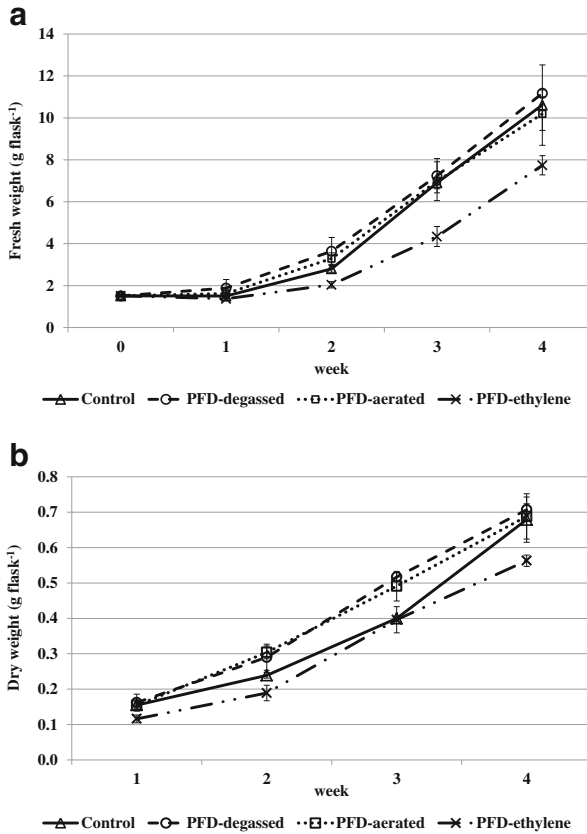 a
Fresh weight (g flask⁻¹)
14
12
10
8
6
4
2
0
0 1 2 3 4
week
Control PFD-degassed PFD-aerated PFD-ethylene
b
Dry weight (g flask⁻¹)
0.8
0.7
0.6
0.5
0.4
0.3
0.2
0.1
0.0
1 2 3 4
week
Control PFD-degassed PFD-aerated PFD-ethylene